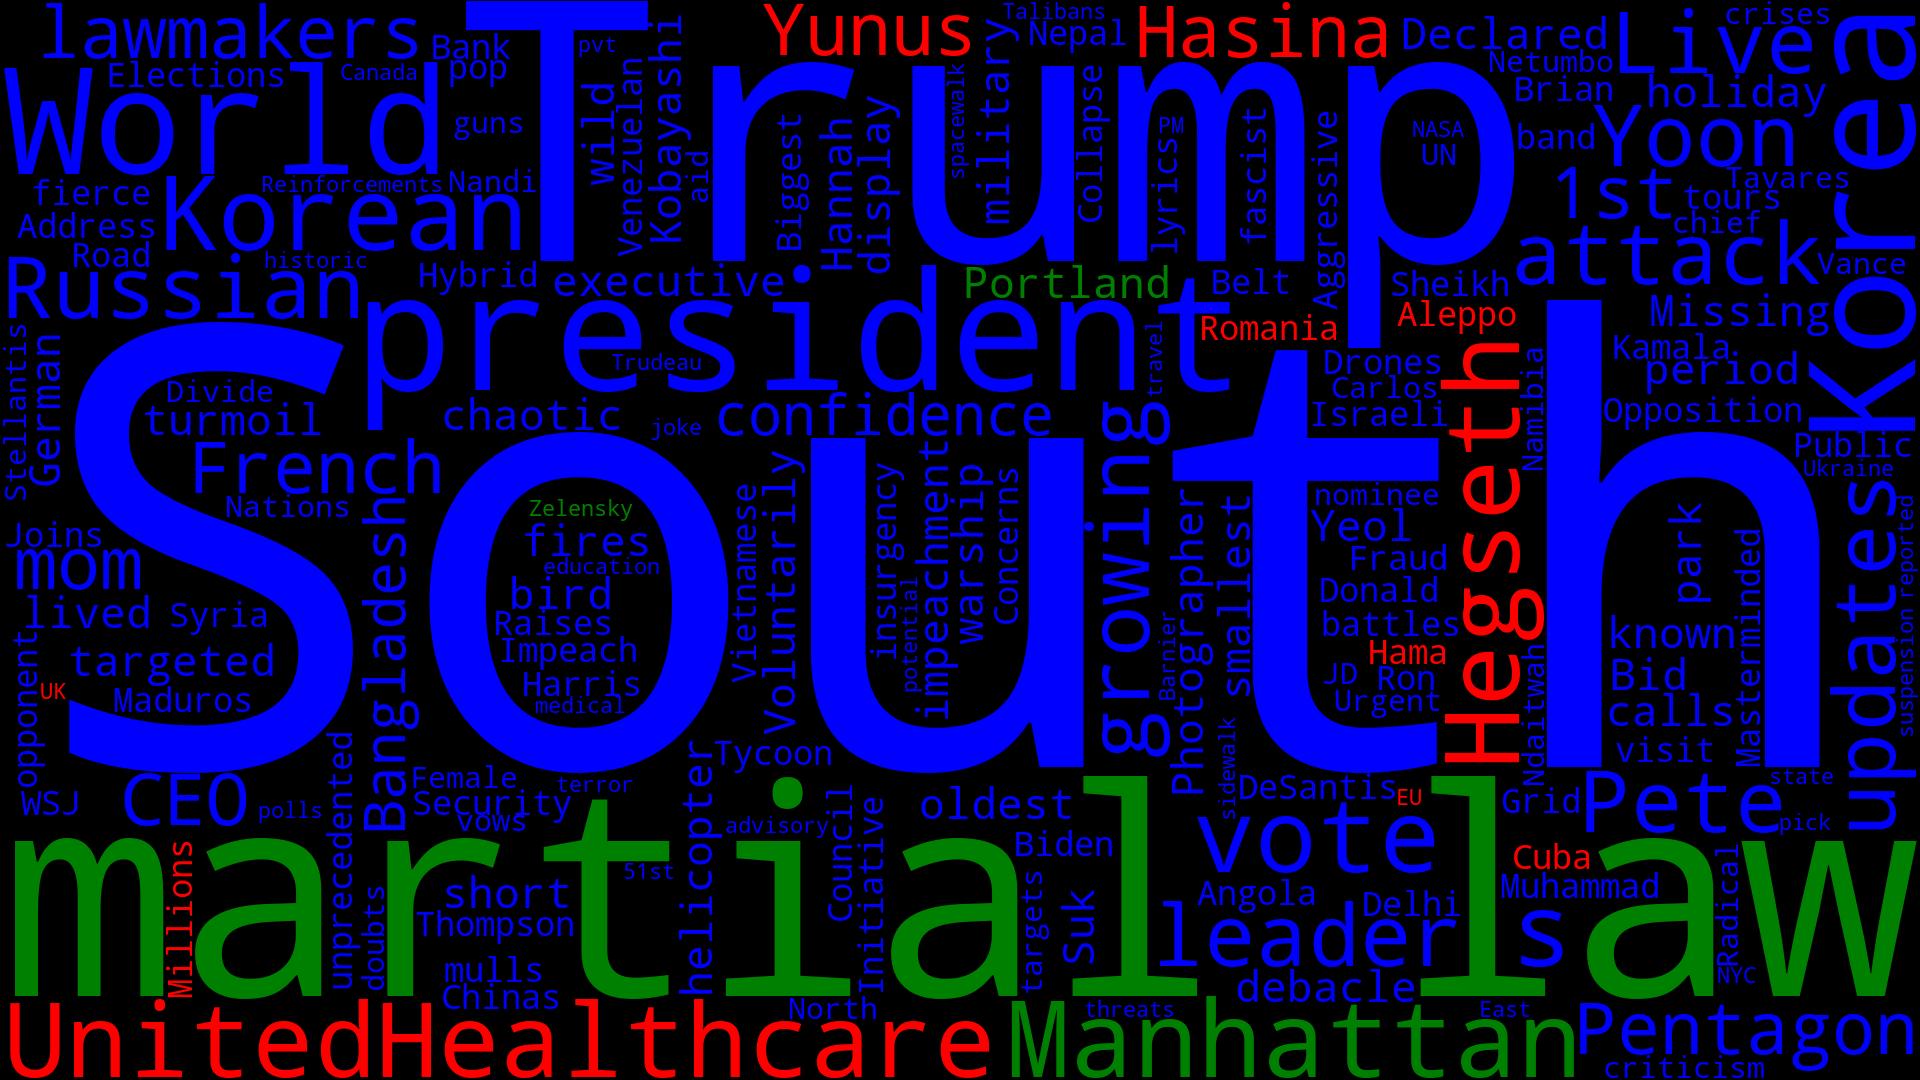 lawmakers
Bank
pvt
Yunus
Talibans
Nepal
Hasina
Declared
Live
crises
Elections
Canada
pop
World
Trump
Netumbo
Brian
holiday
Korea
guns
wild
Venezuelan
Kobayashi
aid
Biggest
Hannah
display
spacewalk
millitary
Collapse
lyrics
PM
fascist
Aggressive
NASA
UN
band
Yoon
fierce
Reinforcements
Nandi
Korean
1st
Tavares
tours
chief
Address
Road
historic
attack
Vance
Russian
Hybrid
executive
Portland
Belt
Sheikh
president
Romania
Aleppo
Missing
Stellantis
German
Trudeau
travel
Drones
Kamala
Carlos
period
Divide
turmoil
chaotic
joke
confidence
growing
Israeli
Hegseth
Namibia
Opposition
Public
Ukraine
South
French
Nations
Bangladesh
Zelensky
fires
education
bird
Raises
Impeach
Harris
medical
Vietnamese
Voluntarily
insurgency
potential
impeachment
warship
Concerns
Barnier
Photographer
smallest
nominee
Yeol
Fraud
Donald
battles
Hama
JD
Ron
Urgent
Ndaitwah
park
Masterminded
known
Bid
calls
visit
updates
suspension
reported
Joins
mom
lived
Syria
targeted
UK
Maduros
opponent
WSJ
CEO
polls
unprecedented
Female
terror
Security
vows
helicopter
Tycoon
advisory
Council
Initiative
oldest
Biden
sidewalk
DeSantis
EU
vote
Grid
Pete
state
pick
martial law
Millions
doubts
short
51st
Thompson
mulls
Chinas
targets
Suk
Angola
Delhi
Cuba
Muhammad
Radical
NYC
leader
s
debacle
UnitedHealthcare
North
Manhattan
threats
East
Pentagon
criticism